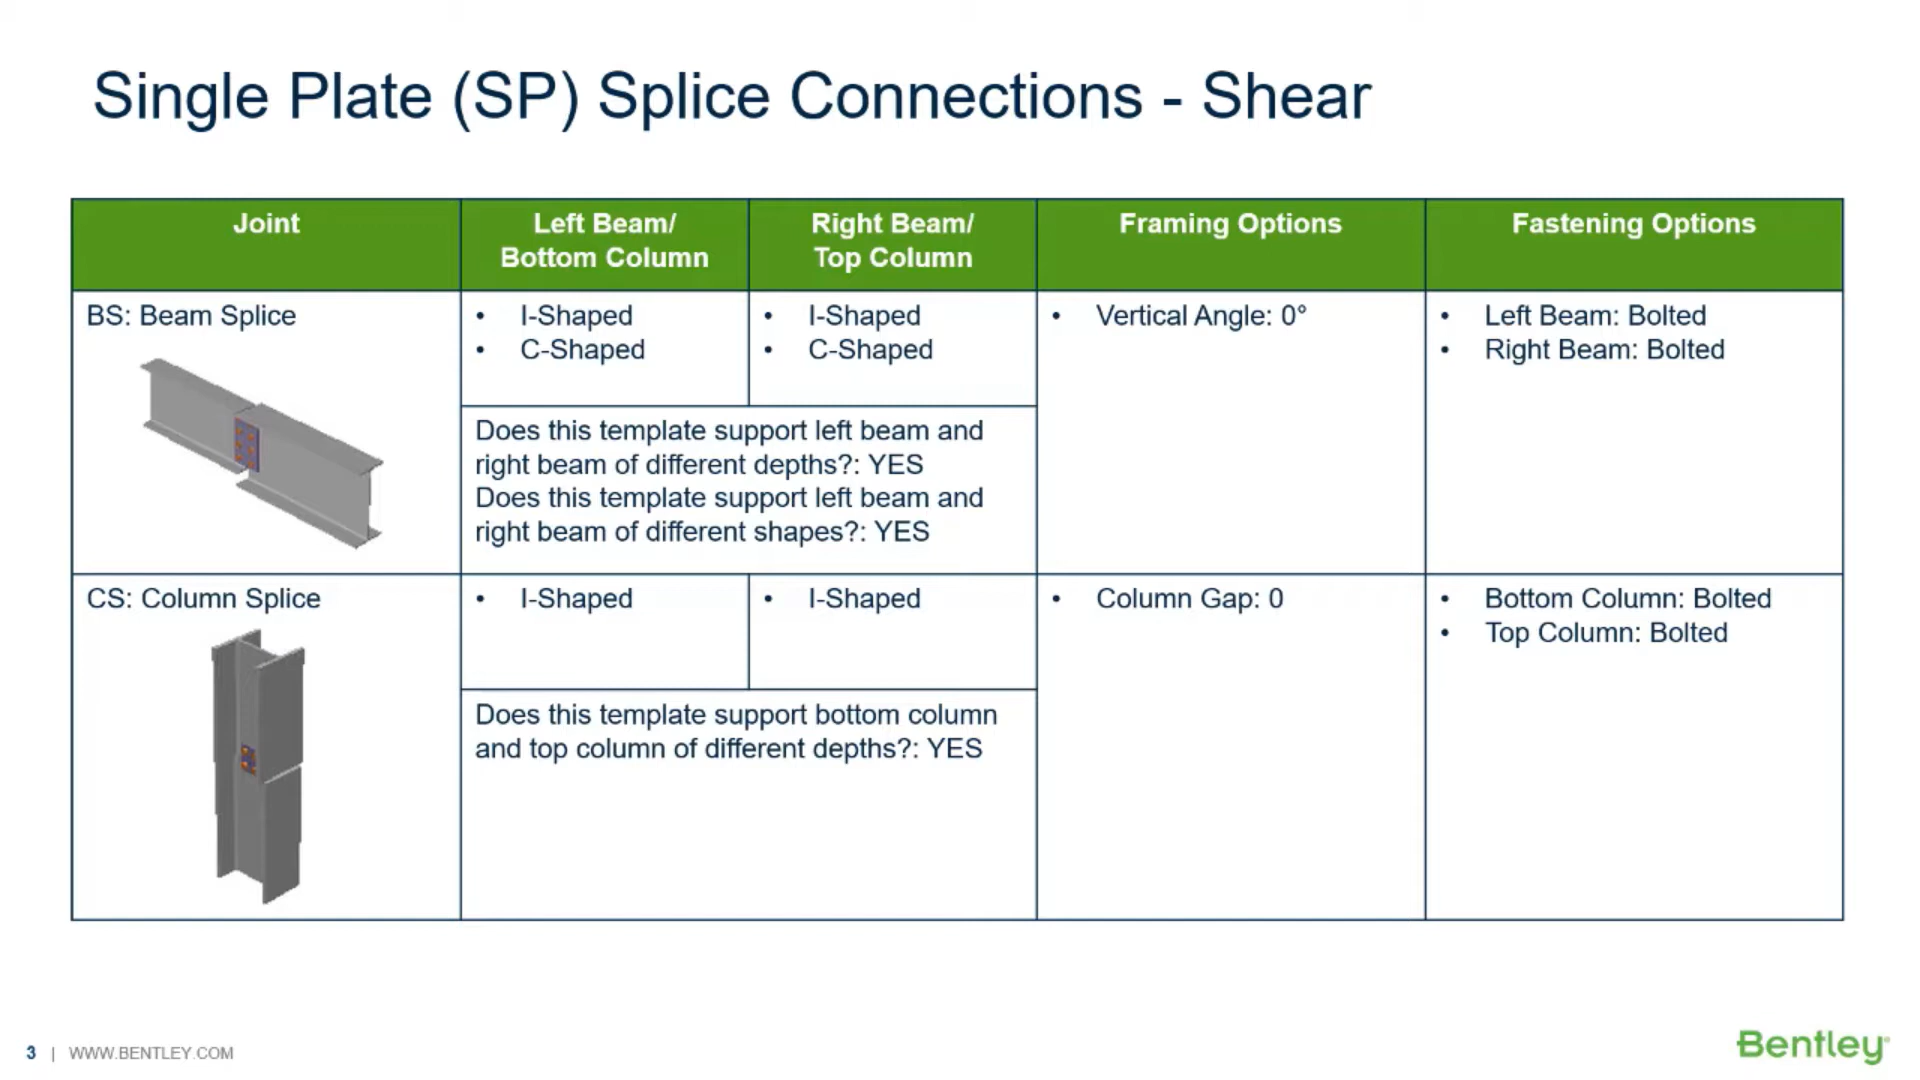 Single Plate (SP) Splice Connections - Shear
Joint
Left Beam/
Bottom Column
Right Beam/
Top Column
Framing Options
Fastening Options
BS: Beam Splice
• I-Shaped
• C-Shaped
• I-Shaped
• C-Shaped
• Vertical Angle: 0°
• Left Beam: Bolted
• Right Beam: Bolted
Does this template support left beam and
right beam of different depths?: YES
Does this template support left beam and
right beam of different shapes?: YES
CS: Column Splice
• I-Shaped
• I-Shaped
• Column Gap: 0
• Bottom Column: Bolted
• Top Column: Bolted
Does this template support bottom column
and top column of different depths?: YES
3 | WWW.BENTLEY.COM
Bentley